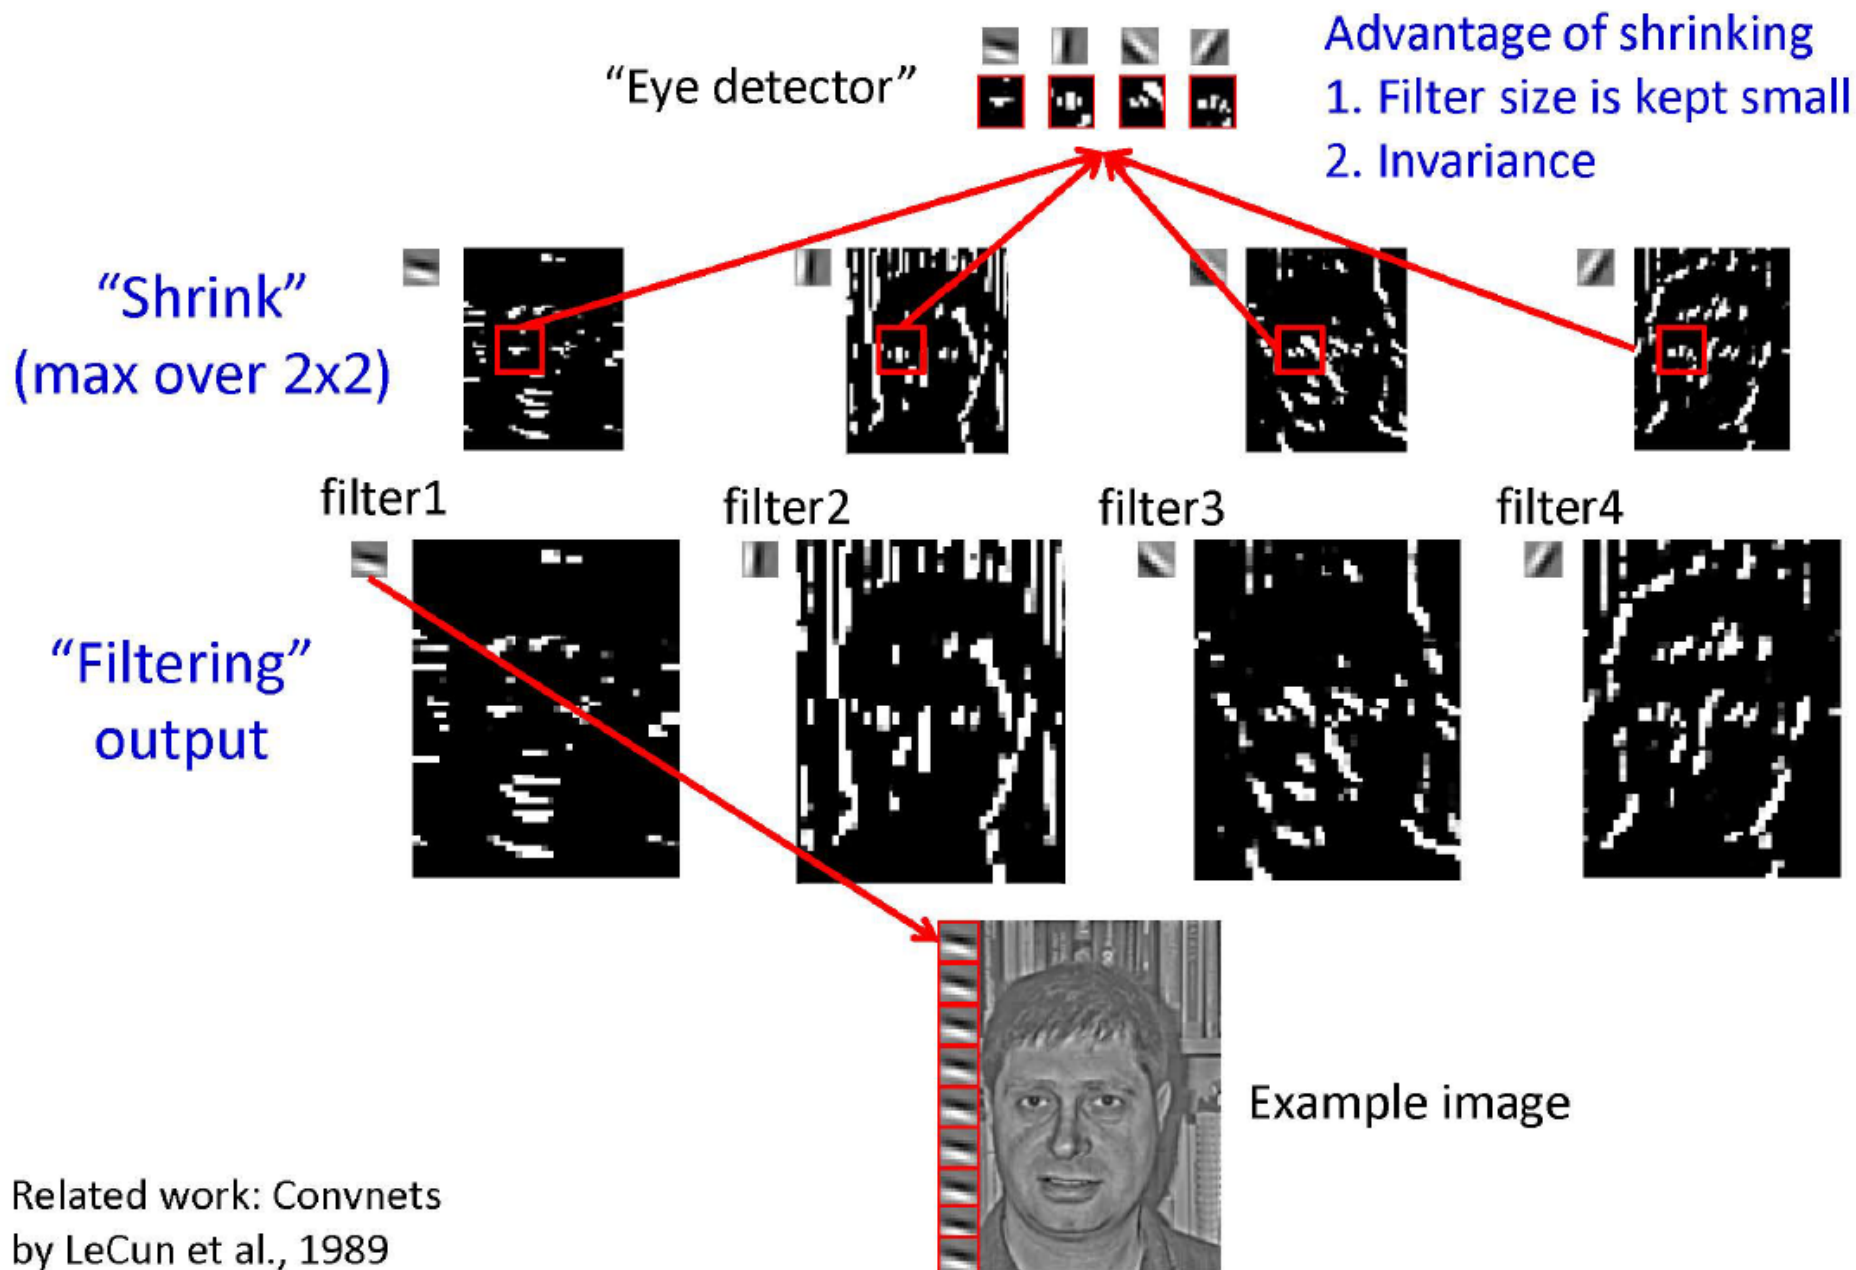 “Eye detector”
Advantage of shrinking
1. Filter size is kept small
2. Invariance
“Shrink”
(max over 2x2)
filter1
filter2
filter3
filter4
“Filtering”
output
Example image
Related work: Convnets
by LeCun et al., 1989